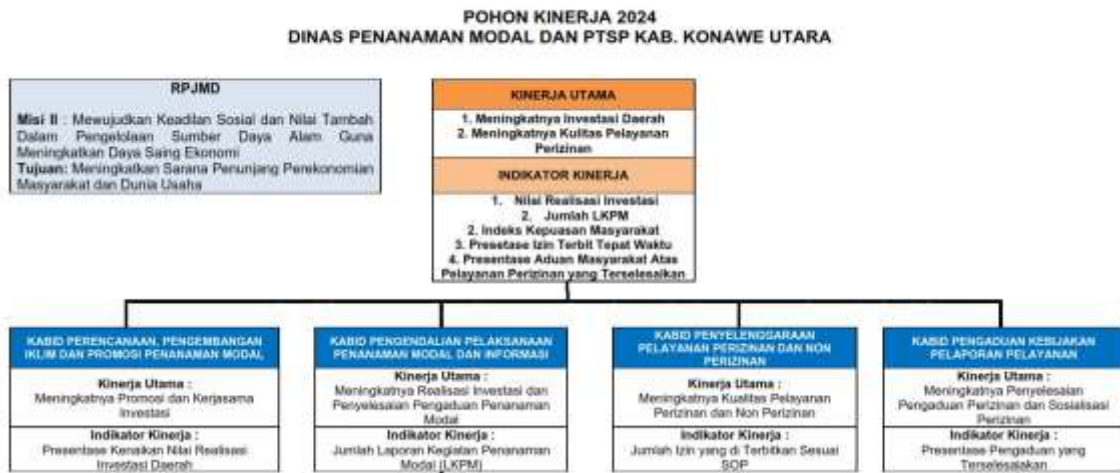 POHON KINERJA 2024
DINAS PENANAMAN MODAL DAN PTSP KAB. KONAWE UTARA
RPJMD
Misi II : Mewujudkan Keadilan Sosial dan Nilai Tambah
Dalam Pengelolaan Sumber Daya Alam Guna
Meningkatkan Daya Saing Ekonomi
Tujuan: Meningkatkan Sarana Penunjang Perekonomian
Masyarakat dan Dunia Usaha
KINERJA UTAMA
1. Meningkatnya Investasi Daerah
2. Meningkatnya Kulitas Pelayanan
Perizinan
INDIKATOR KINERJA
1. Nilai Realisasi Investasi
2. Jumlah LKPM
2. Indeks Kepuasan Masyarakat
3. Presetase Izin Terbit Tepat Waktu
4. Presentase Aduan Masyarakat Atas
Pelayanan Perizinan yang Terselesaikan
KABID PERENCANAAN, PENGEMBANGAN
IKLIM DAN PROMOSI PENANAMAN MODAL
Kinerja Utama :
Meningkatnya Promosi dan Kerjasama
Investasi
Indikator Kinerja :
Presentase Kenaikan Nilai Realisasi
Investasi Daerah
KABID PENGENDALIAN PELAKSANAAN
PENANAMAN MODAL DAN INFORMASI
Kinerja Utama :
Meningkatnya Realisasi Investasi dan
Penyelesaian Pengaduan Penanaman
Modal
Indikator Kinerja :
Jumlah Laporan Kegiatan Penanaman
Modal (LKPM)
KABID PENYELENGGARAAN
PELAYANAN PERIZINAN DAN NON
PERIZINAN
Kinerja Utama :
Meningkatnya Kualitas Pelayanan
Perizinan dan Non Perizinan
Indikator Kinerja :
Jumlah Izin yang di Terbitkan Sesuai
SOP
KABID PENGADUAN KEBIJAKAN
PELAPORAN PELAYANAN
Kinerja Utama :
Meningkatnya Penyelesaian
Pengaduan Perizinan dan Sosialisasi
Perizinan
Indikator Kinerja :
Presentase Pengaduan yang
Terselesaiakan